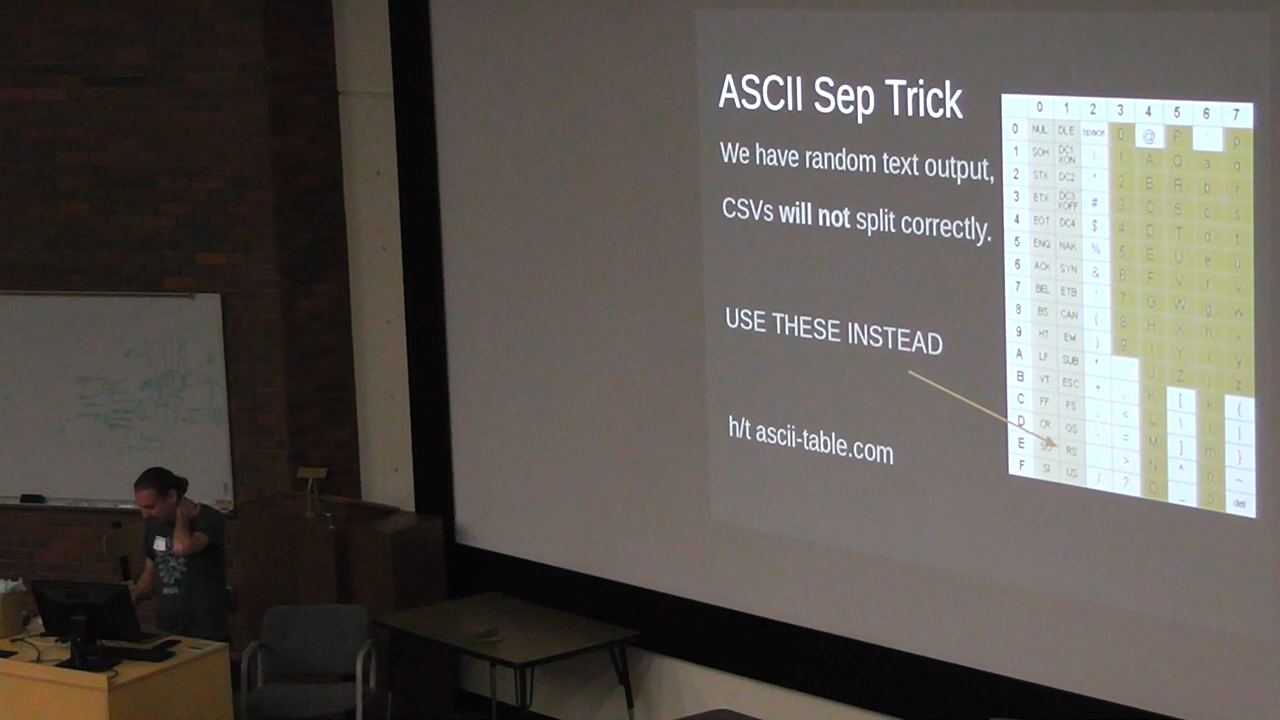 ASCII Sep Trick
We have random text output,
CSVs will not split correctly.
USE THESE INSTEAD
h/t ascii-table.com
0 1 2 3 4 5 6 7
0 NUL DLE space 0 @ P ` p
1 SOH DC1 XON ! 1 A Q a q
2 STX DC2 " 2 B R b r
3 ETX DC3 XOFF # 3 C S c s
4 EOT DC4 $ 4 D T d t
5 ENQ NAK % 5 E U e u
6 ACK SYN & 6 F V f v
7 BEL ETB ' 7 G W g w
8 BS CAN ( 8 H X h x
9 HT EM ) 9 I Y i y
A LF SUB * J Z j z
B VT ESC + K [ k {
C FF FS , < L \ l |
D CR GS - = M ] m }
E SO RS > N ^ n ~
F SI US / ? O _ o del